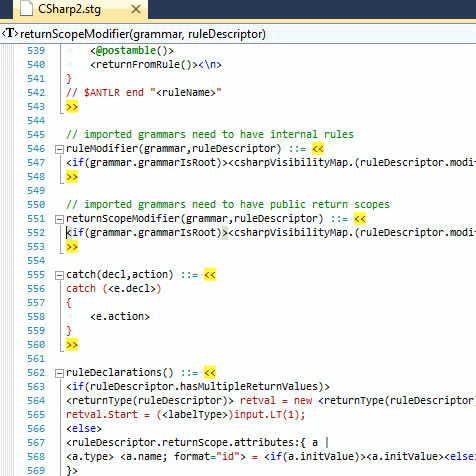 CSharp2.stg
<T>returnScopeModifier(grammar, ruleDescriptor)
539 <@postamble()>
540 <returnFromRule()><\n>
541 }
542 // $ANTLR end "<ruleName>"
543 >>
544
545 // imported grammars need to have internal rules
546 ruleModifier(grammar,ruleDescriptor) ::= <<
547 <if(grammar.grammarIsRoot)><csharpVisibilityMap.(ruleDescriptor.modi
548 >>
549
550 // imported grammars need to have public return scopes
551 returnScopeModifier(grammar,ruleDescriptor) ::= <<
552 <if(grammar.grammarIsRoot)><csharpVisibilityMap.(ruleDescriptor.modi
553 >>
554
555 catch(decl,action) ::= <<
556 catch (<e.decl>)
557 {
558 <e.action>
559 }
560 >>
561
562 ruleDeclarations() ::= <<
563 <if(ruleDescriptor.hasMultipleReturnValues)>
564 <returnType(ruleDescriptor)> retval = new <returnType(ruleDescriptor)
565 retval.Start = (<labelType>)input.LT(1);
566 <else>
567 <ruleDescriptor.returnScope.attributes:{ a |
568 <a.type> <a.name; format="id"> = <if(a.initValue)><a.initValue><else
569 }>